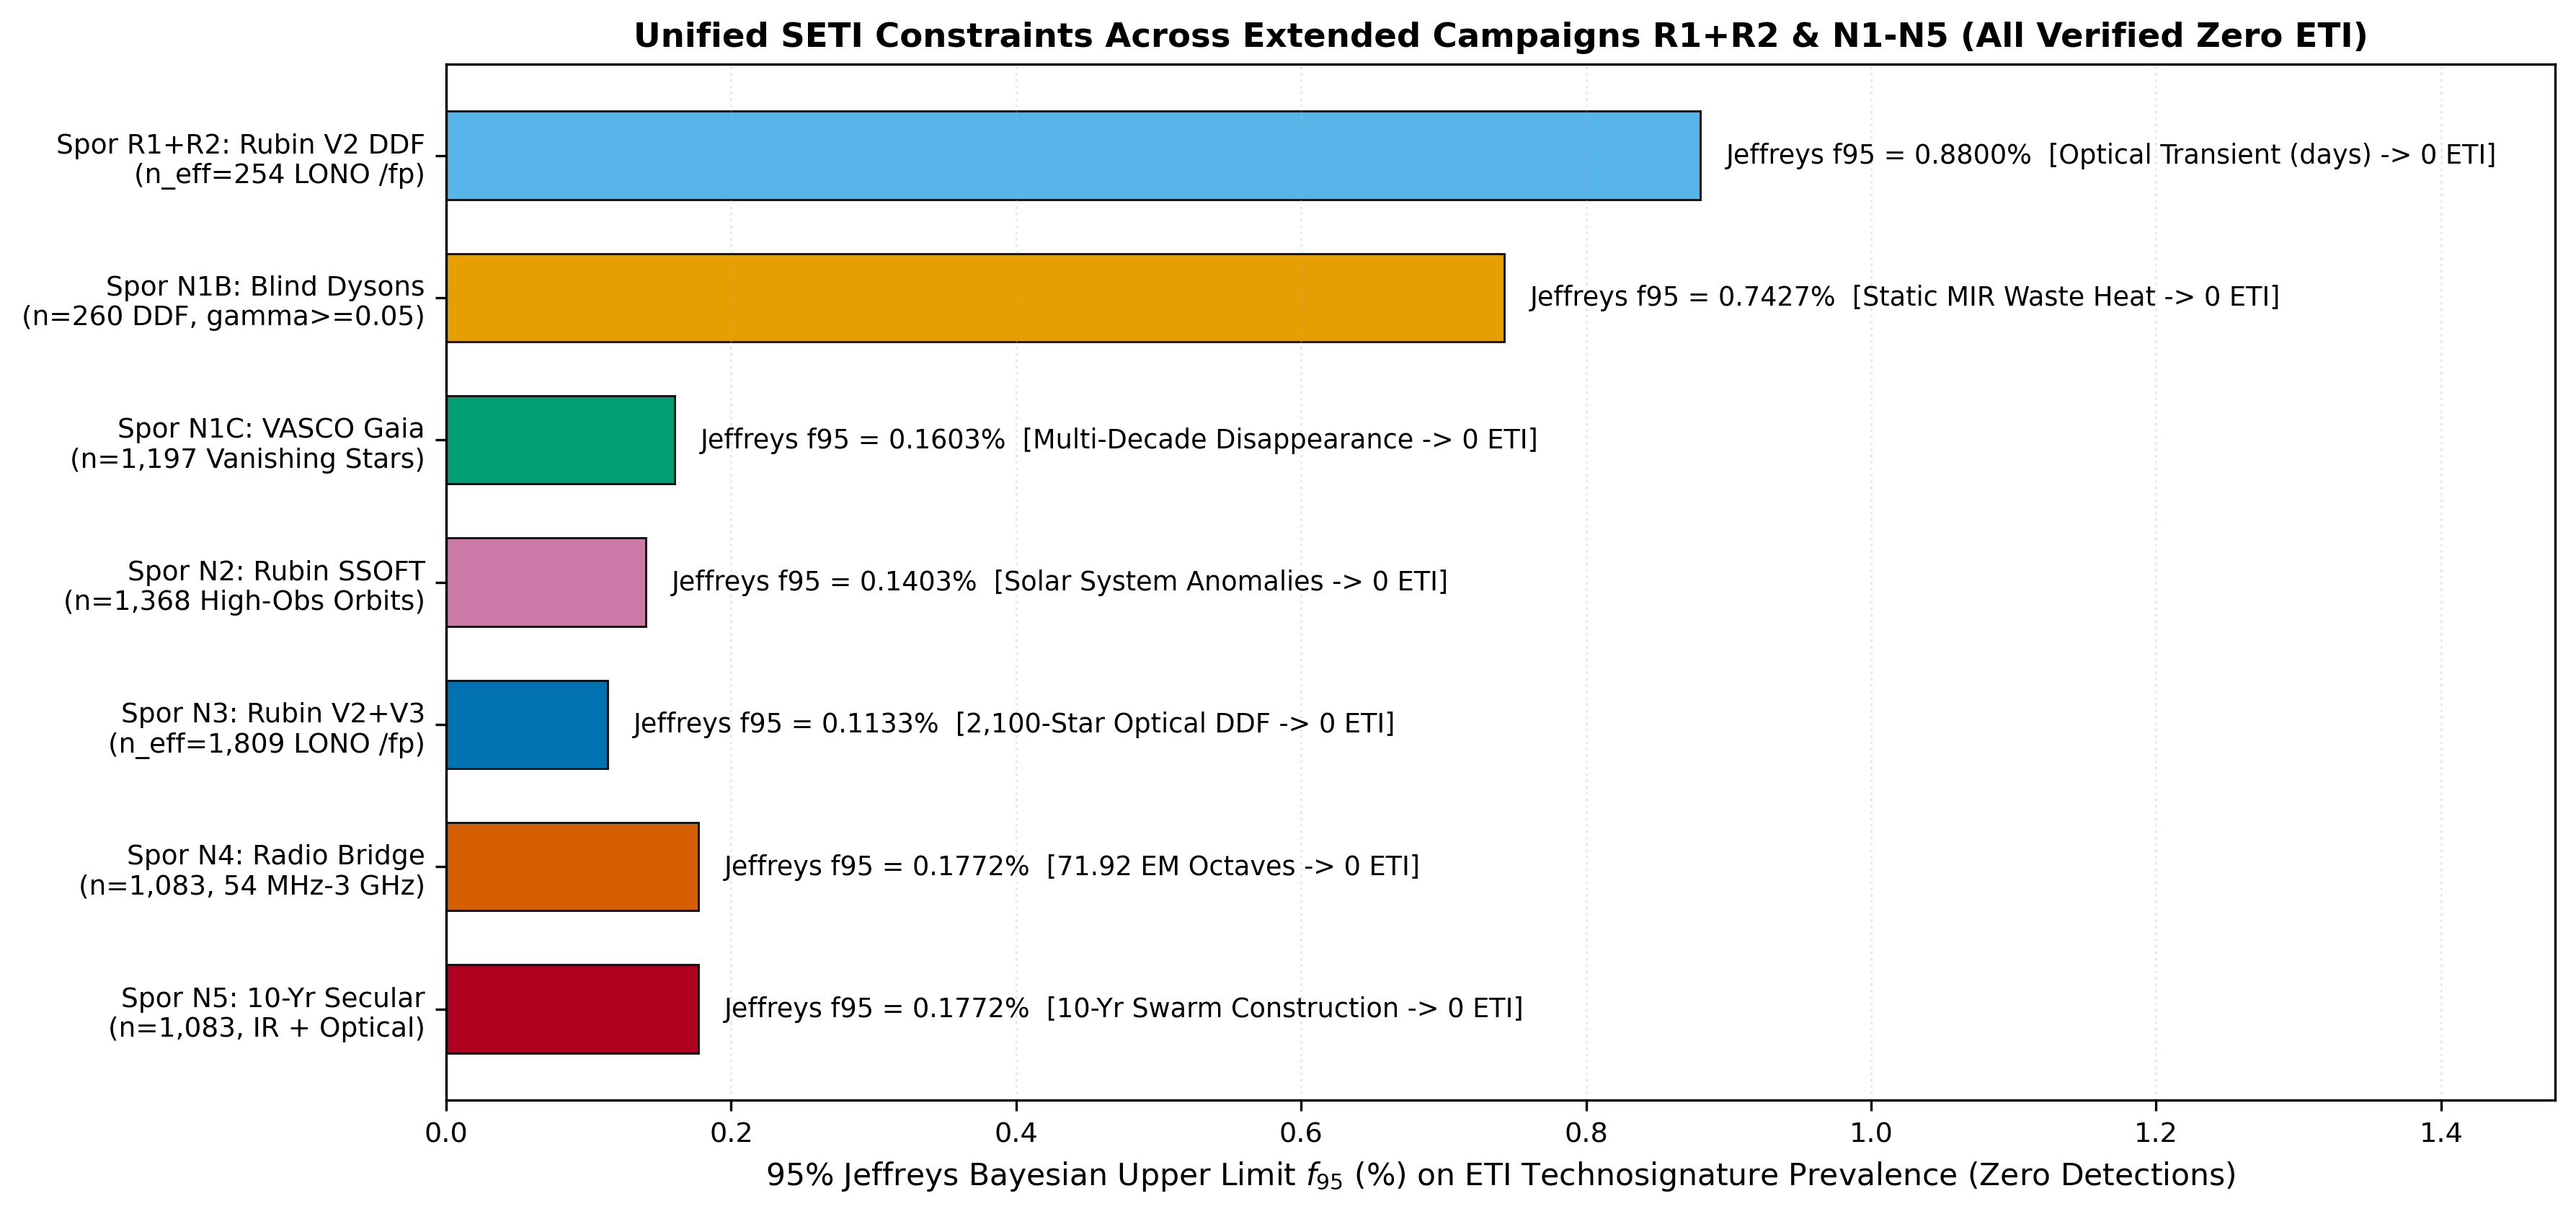 Unified SETI Constraints Across Extended Campaigns R1+R2 & N1-N5 (All Verified Zero ETI)
Spor R1+R2: Rubin V2 DDF
(n_eff=254 LONO /fp)
Jeffreys f95 = 0.8800%  [Optical Transient (days) -> 0 ETI]
Spor N1B: Blind Dysons
(n=260 DDF, gamma>=0.05)
Jeffreys f95 = 0.7427%  [Static MIR Waste Heat -> 0 ETI]
Spor N1C: VASCO Gaia
(n=1,197 Vanishing Stars)
Jeffreys f95 = 0.1603%  [Multi-Decade Disappearance -> 0 ETI]
Spor N2: Rubin SSOFT
(n=1,368 High-Obs Orbits)
Jeffreys f95 = 0.1403%  [Solar System Anomalies -> 0 ETI]
Spor N3: Rubin V2+V3
(n_eff=1,809 LONO /fp)
Jeffreys f95 = 0.1133%  [2,100-Star Optical DDF -> 0 ETI]
Spor N4: Radio Bridge
(n=1,083, 54 MHz-3 GHz)
Jeffreys f95 = 0.1772%  [71.92 EM Octaves -> 0 ETI]
Spor N5: 10-Yr Secular
(n=1,083, IR + Optical)
Jeffreys f95 = 0.1772%  [10-Yr Swarm Construction -> 0 ETI]
0.0 0.2 0.4 0.6 0.8 1.0 1.2 1.4
95% Jeffreys Bayesian Upper Limit f95 (%) on ETI Technosignature Prevalence (Zero Detections)